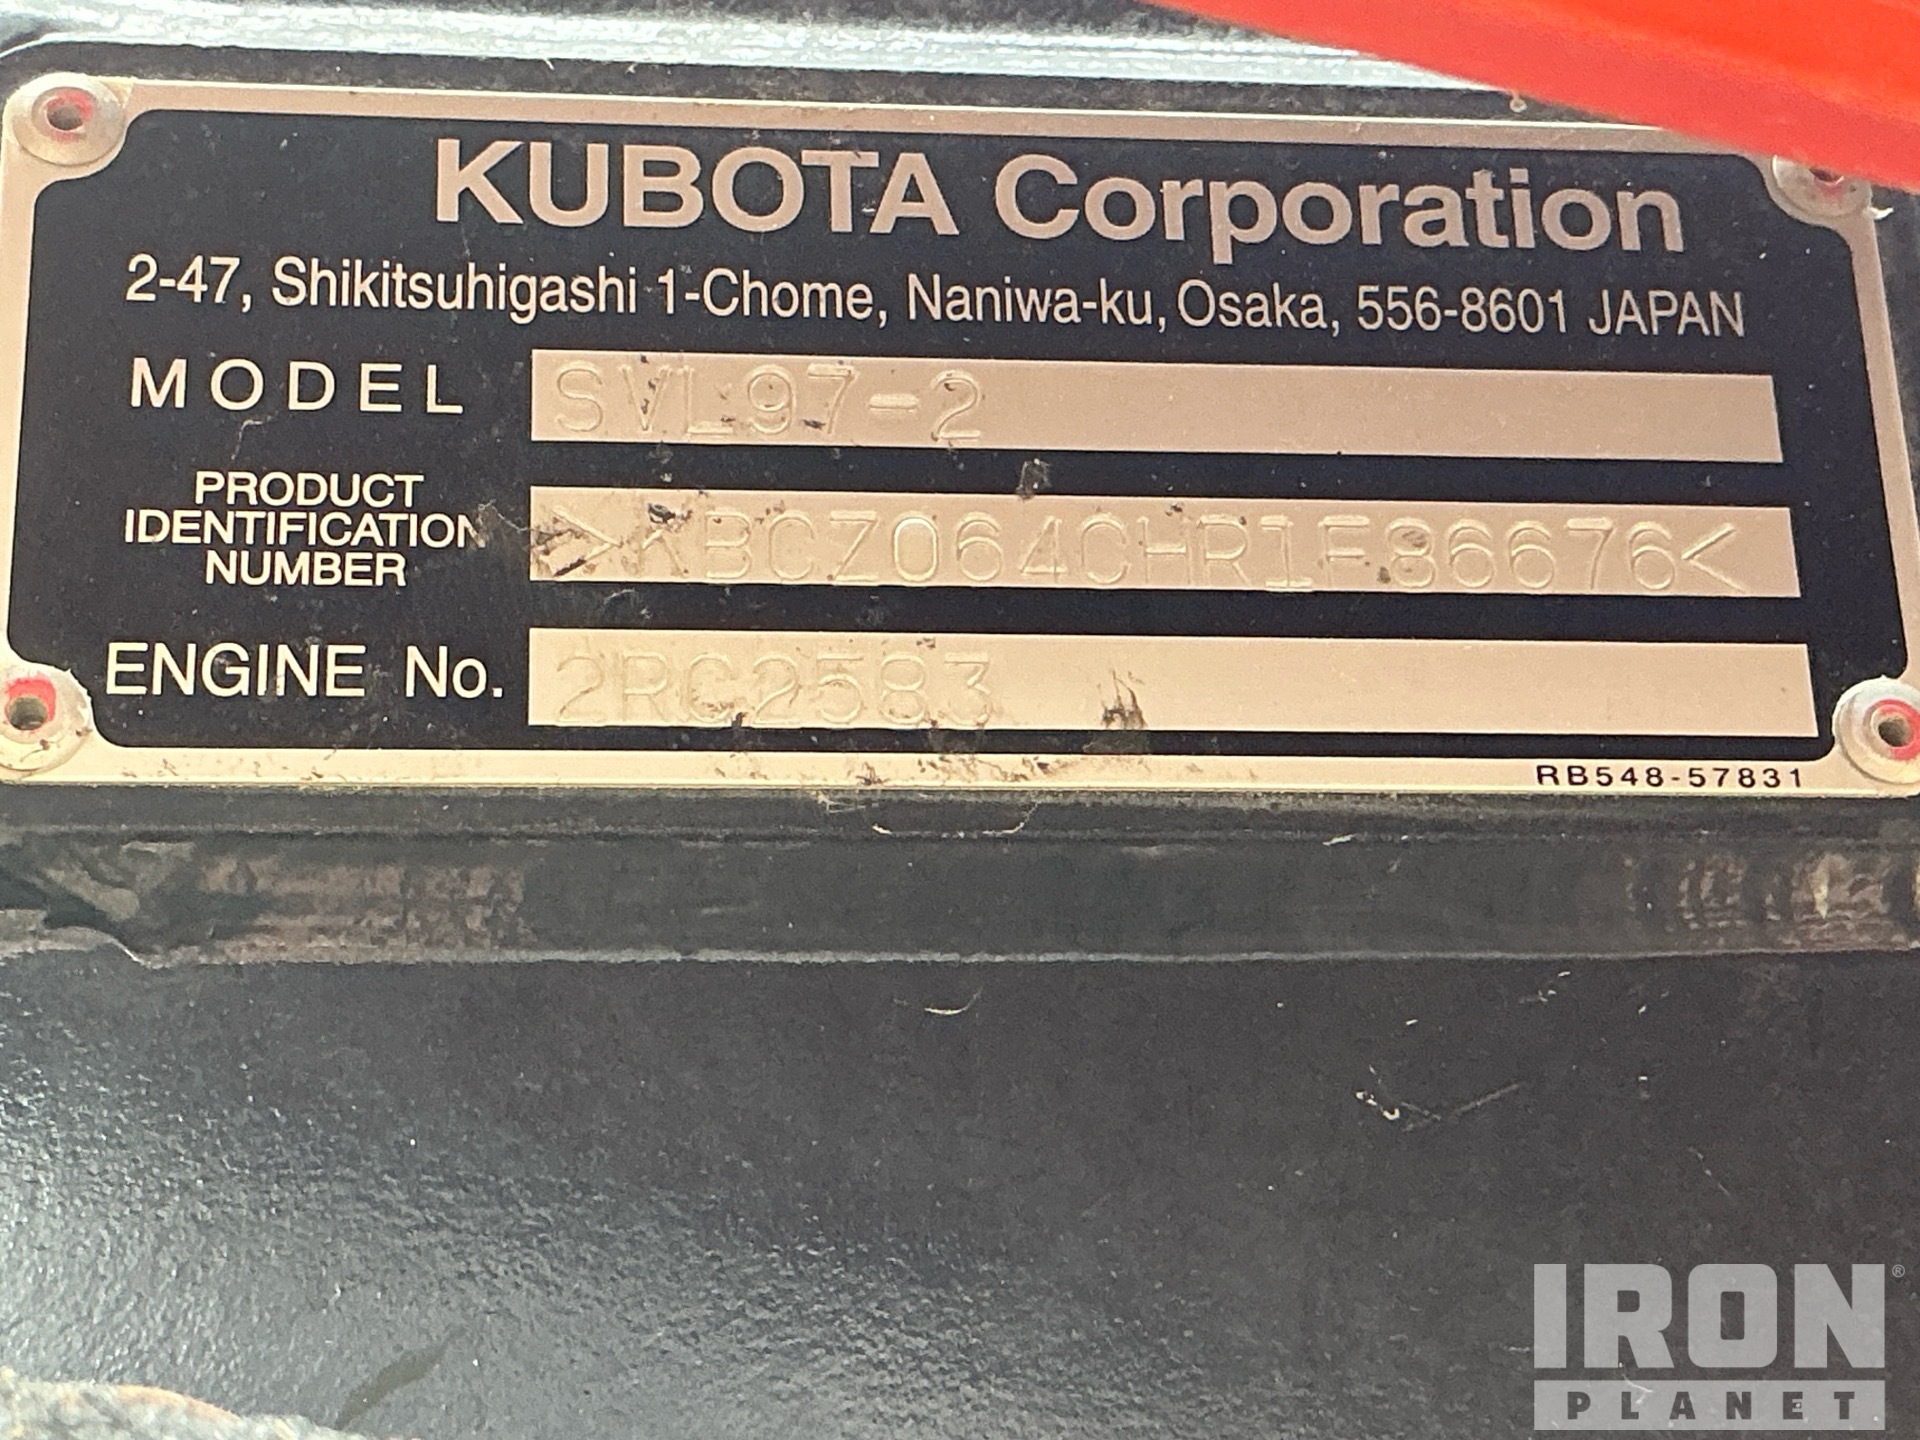 KUBOTA Corporation
2-47, Shikitsuhigashi 1-Chome, Naniwa-ku, Osaka, 556-8601 JAPAN
MODEL SVL97-2
PRODUCT
IDENTIFICATION
NUMBER
>KBCZ064CHR1F86676<
ENGINE No. 2RC2583
RB548-57831
IRON®
PLANET